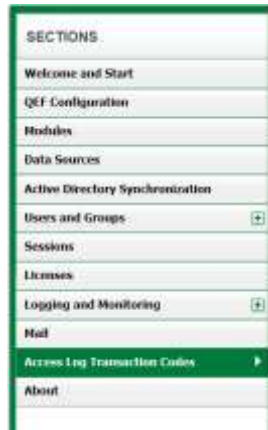 SECTIONS
Welcome and Start
QEF Configuration
Modules
Data Sources
Active Directory Synchronization
Users and Groups
Sessions
Licenses
Logging and Monitoring
Mail
Access Log Transaction Codes
About